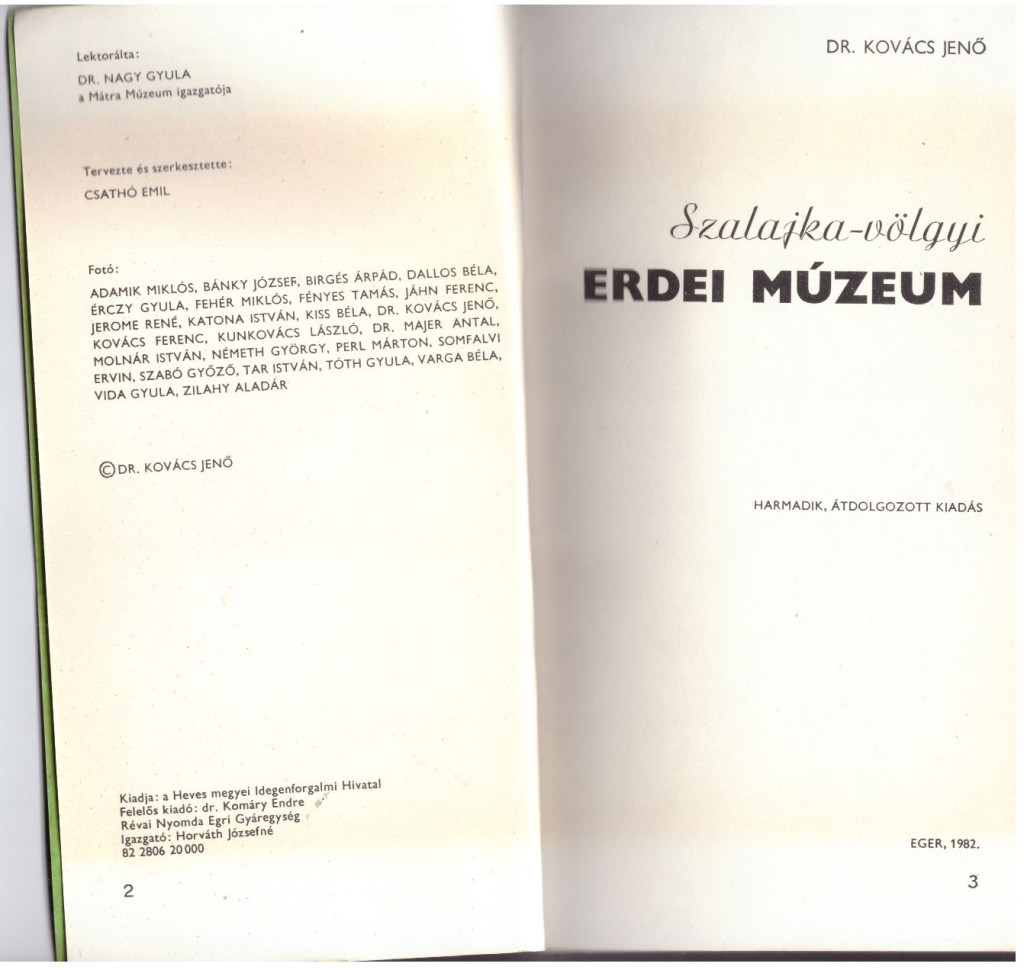 Lektorálta:
DR. NAGY GYULA
a Mátra Múzeum igazgatója
Tervezte és szerkesztette:
CSATHÓ EMIL
Fotó:
ADAMIK MIKLÓS, BÁNKY JÓZSEF, BIRGÉS ÁRPÁD, DALLOS BÉLA,
ÉRCZY GYULA, FEHÉR MIKLÓS, FÉNYES TAMÁS, JÁHN FERENC,
JEROME RENÉ, KATONA ISTVÁN, KISS BÉLA, DR. KOVÁCS JENŐ,
KOVÁCS FERENC, KUNKOVÁCS LÁSZLÓ, DR. MAJER ANTAL,
MOLNÁR ISTVÁN, NÉMETH GYÖRGY, PERL MÁRTON, SOMFALVI
ERVIN, SZABÓ GYŐZŐ, TAR ISTVÁN, TÓTH GYULA, VARGA BÉLA,
VIDA GYULA, ZILAHY ALADÁR
©DR. KOVÁCS JENŐ
Kiadja: a Heves megyei Idegenforgalmi Hivatal
Felelős kiadó: dr. Komáry Endre
Révai Nyomda Egri Gyáregység
Igazgató: Horváth Józsefné
82 2806 20 000
2
DR. KOVÁCS JENŐ
Szalajka-völgyi
ERDEI MÚZEUM
HARMADIK, ÁTDOLGOZOTT KIADÁS
EGER, 1982.
3